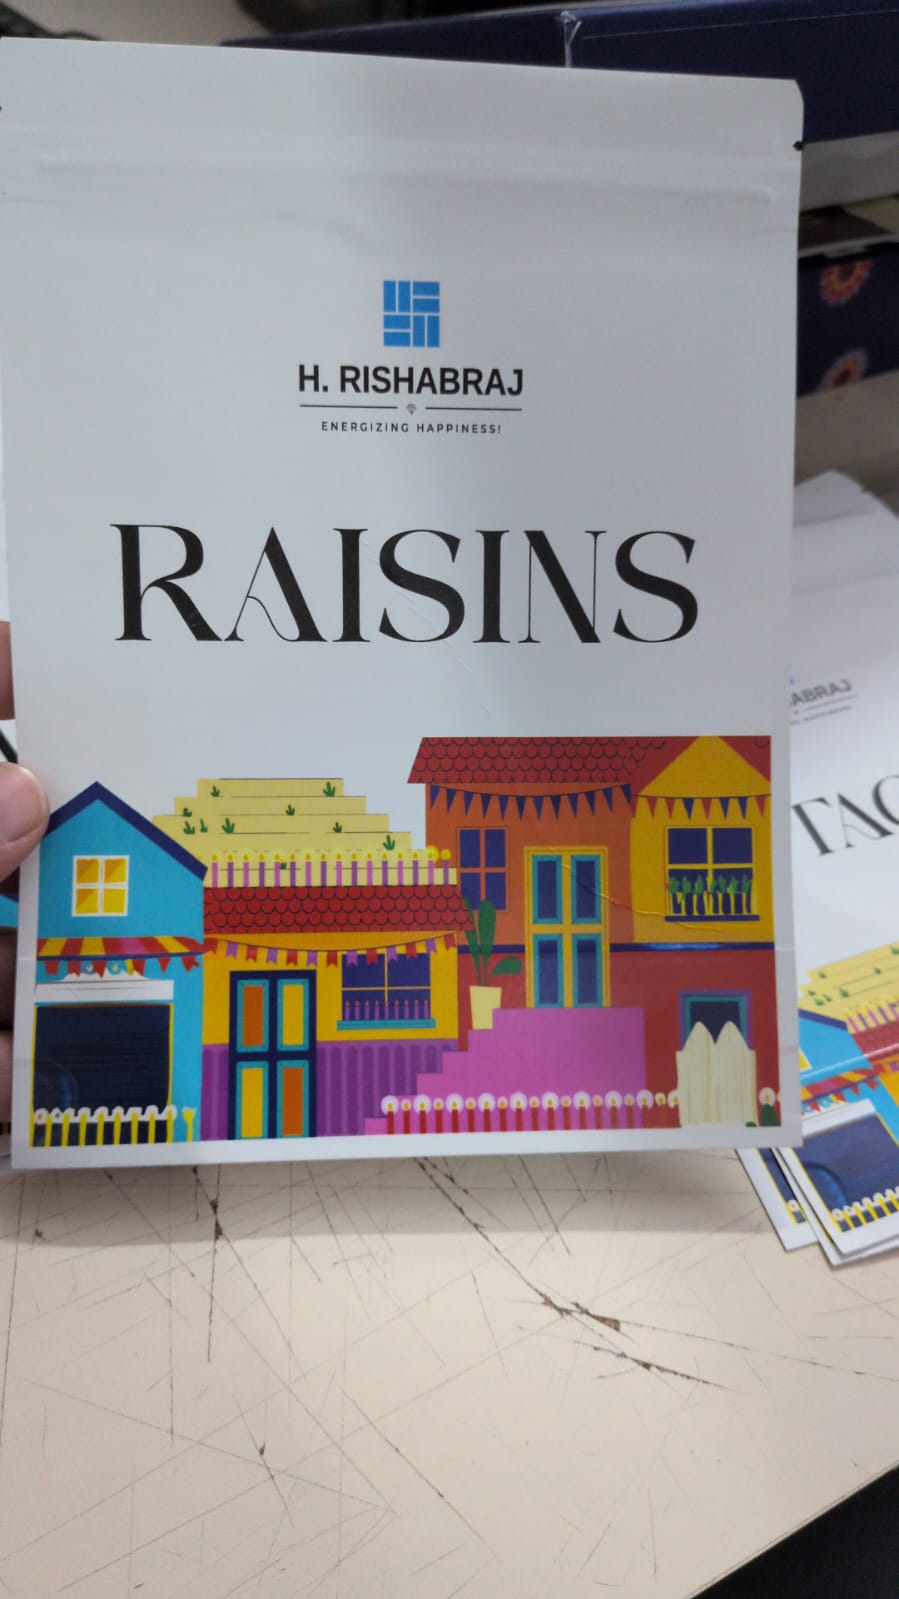 H. RISHABRAJ
ENERGIZING HAPPINESS!
RAISINS